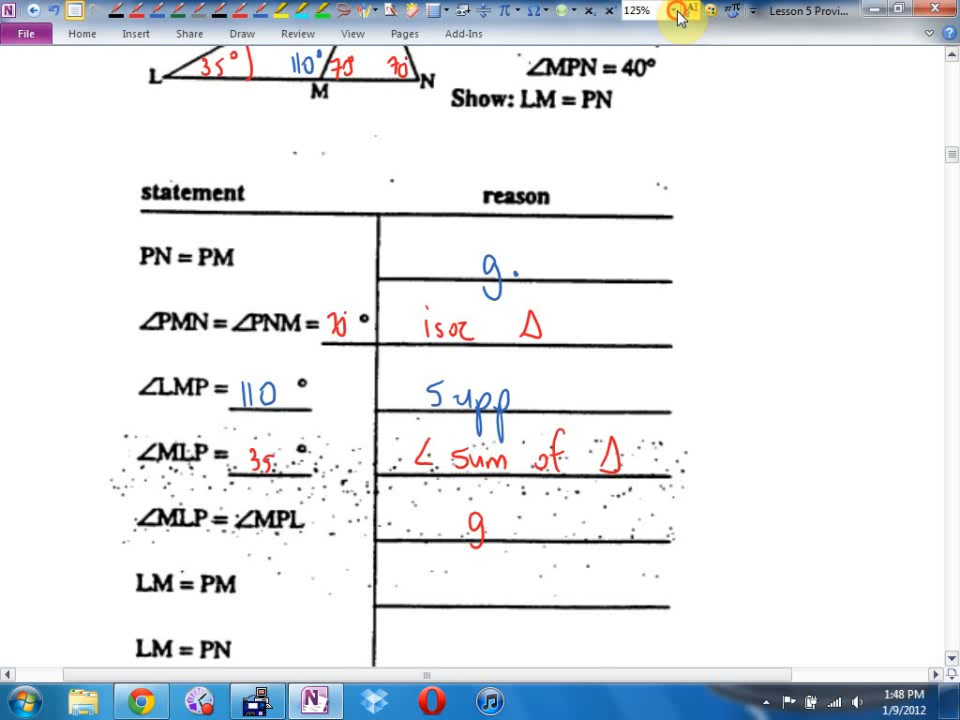 125%
Lesson 5 Provi...
File Home Insert Share Draw Review View Pages Add-Ins
L 35° 110° 70° 70° N
M
∠MPN = 40°
Show: LM = PN
statement reason
PN = PM g.
∠PMN = ∠PNM = 70° ° isos Δ
∠LMP = 110 ° Supp
∠MLP = 35 ° ∠ sum of Δ
∠MLP = ∠MPL g
LM = PM
LM = PN
1:48 PM
1/9/2012